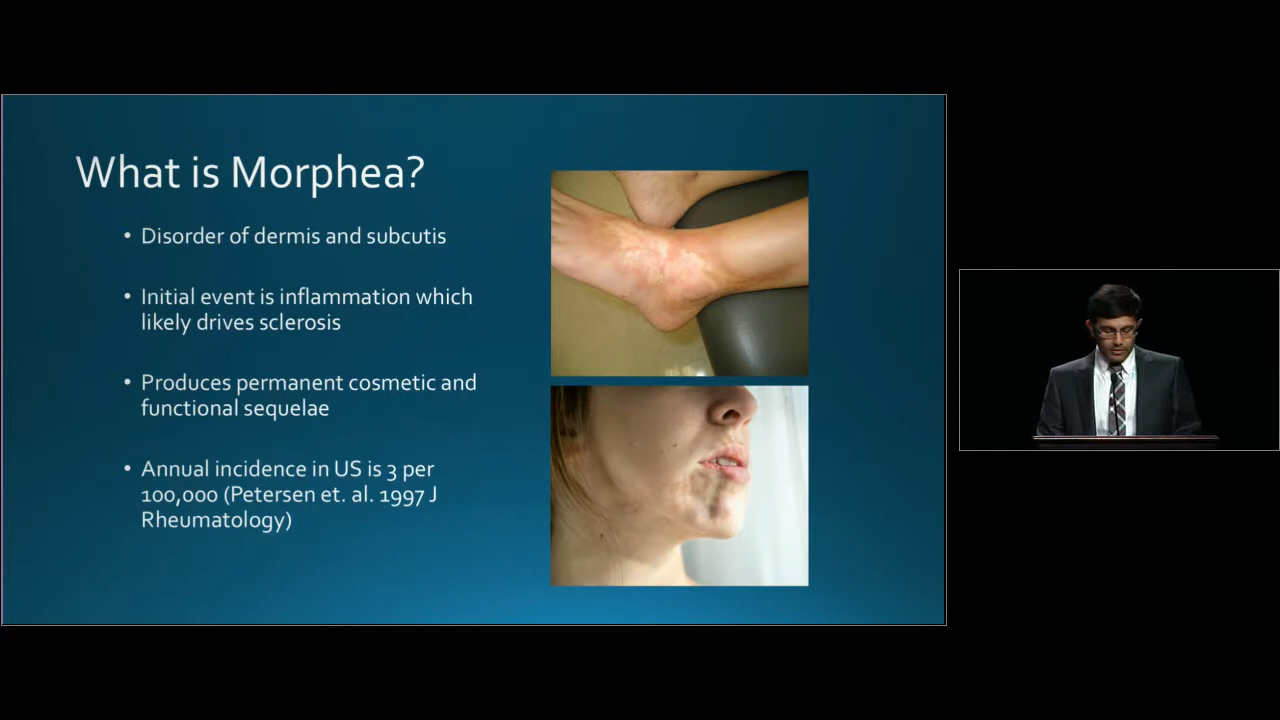 What is Morphea?
• Disorder of dermis and subcutis
• Initial event is inflammation which
likely drives sclerosis
• Produces permanent cosmetic and
functional sequelae
• Annual incidence in US is 3 per
100,000 (Petersen et. al. 1997 J
Rheumatology)